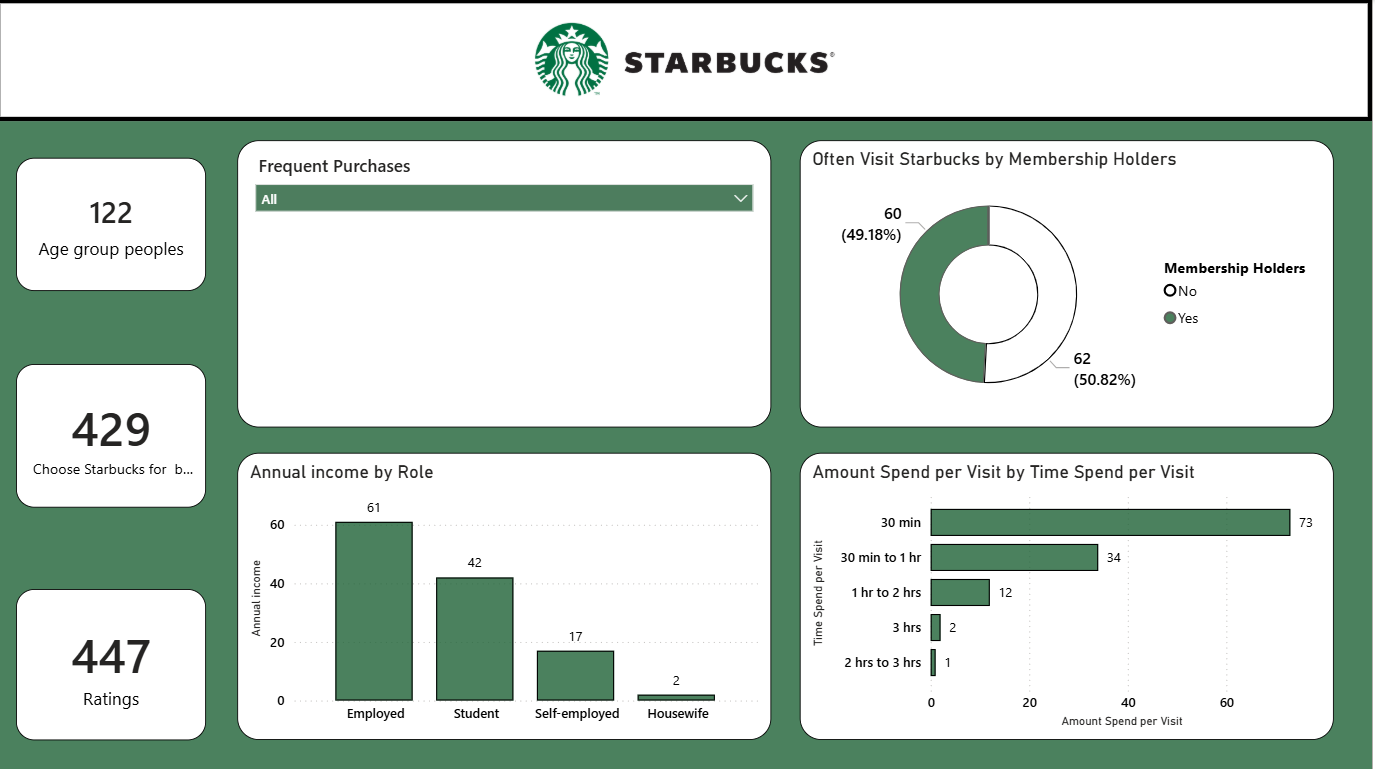 STARBUCKS®
TM
122
Age group peoples
429
Choose Starbucks for b...
447
Ratings
Frequent Purchases
All
Often Visit Starbucks by Membership Holders
60
(49.18%)
62
(50.82%)
Membership Holders
No
Yes
Annual income by Role
Annual income
60
40
20
0
61
42
17
2
Employed
Student
Self-employed
Housewife
Amount Spend per Visit by Time Spend per Visit
Time Spend per Visit
30 min 73
30 min to 1 hr 34
1 hr to 2 hrs 12
3 hrs 2
2 hrs to 3 hrs 1
0 20 40 60
Amount Spend per Visit